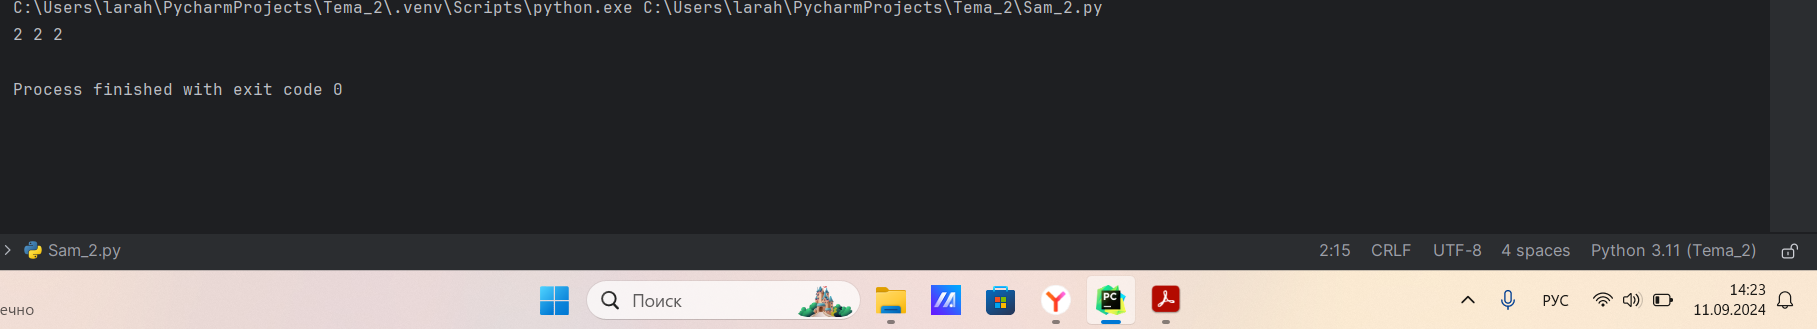 C:\Users\larah\PycharmProjects\Tema_2\.venv\Scripts\python.exe C:\Users\larah\PycharmProjects\Tema_2\Sam_2.py
2 2 2
Process finished with exit code 0
Sam_2.py 2:15 CRLF UTF-8 4 spaces Python 3.11 (Tema_2)
ечно Поиск PC РУС 14:23
11.09.2024